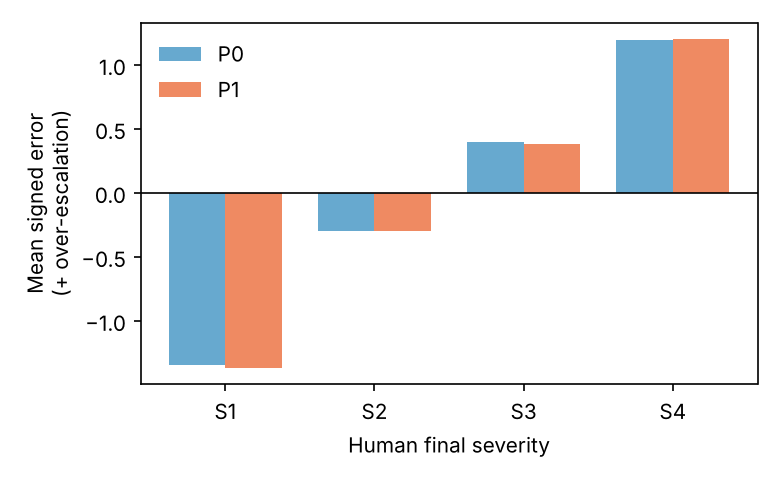 P0
P1
1.0
0.5
0.0
−0.5
−1.0
Mean signed error
(+ over-escalation)
S1 S2 S3 S4
Human final severity